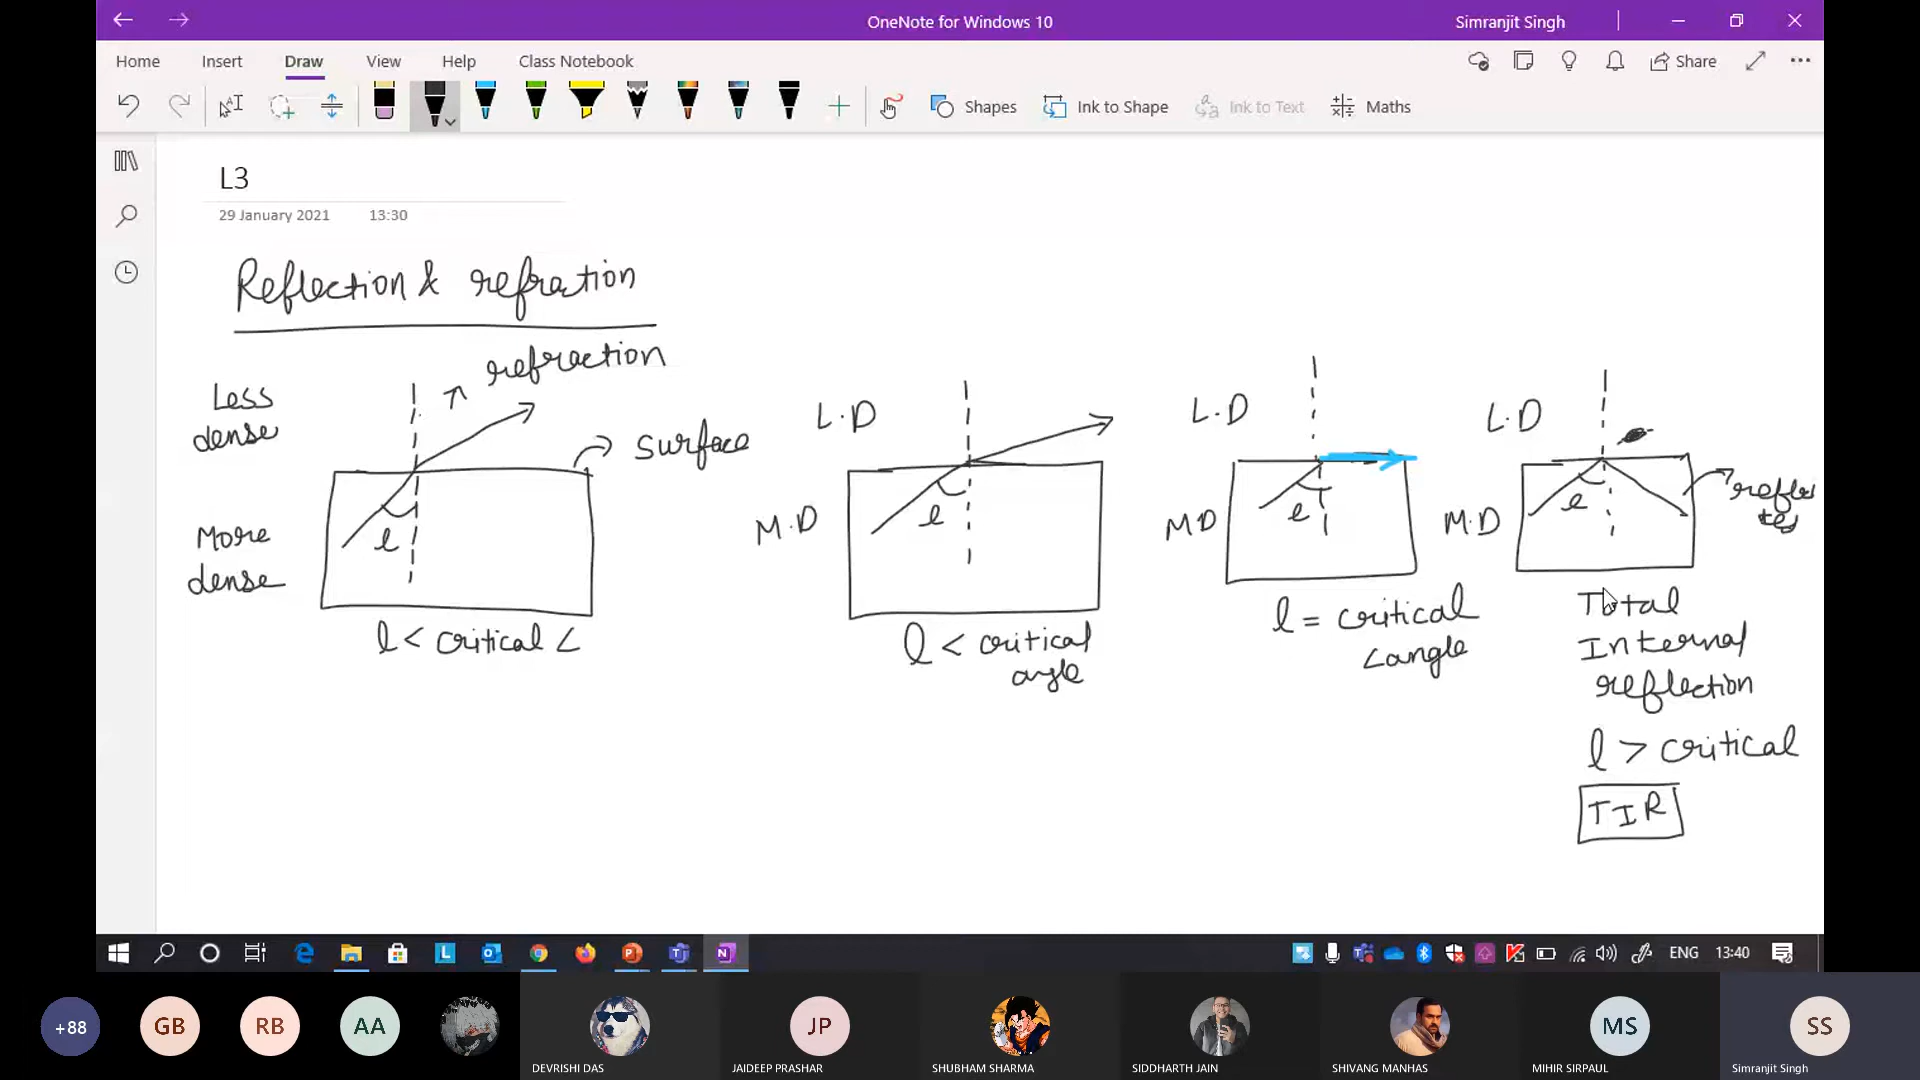 OneNote for Windows 10
Simranjit Singh
Home Insert Draw View Help Class Notebook
Share
Shapes
Ink to Shape
Ink to Text
Maths
L3
29 January 2021 13:30
Reflection & refraction
refraction
Less
dense
surface
More
dense
l
l < critical <
L.D
M.D
l
l < critical
angle
L.D
MD
l
l = critical
<angle
L.D
M.D
l
reflec
ted
Total
Internal
reflection
l > critical
TIR
ENG 13:40
+88
GB
RB
AA
DEVRISHI DAS
JP
JAIDEEP PRASHAR
SHUBHAM SHARMA
SIDDHARTH JAIN
SHIVANG MANHAS
MS
MIHIR SIRPAUL
SS
Simranjit Singh